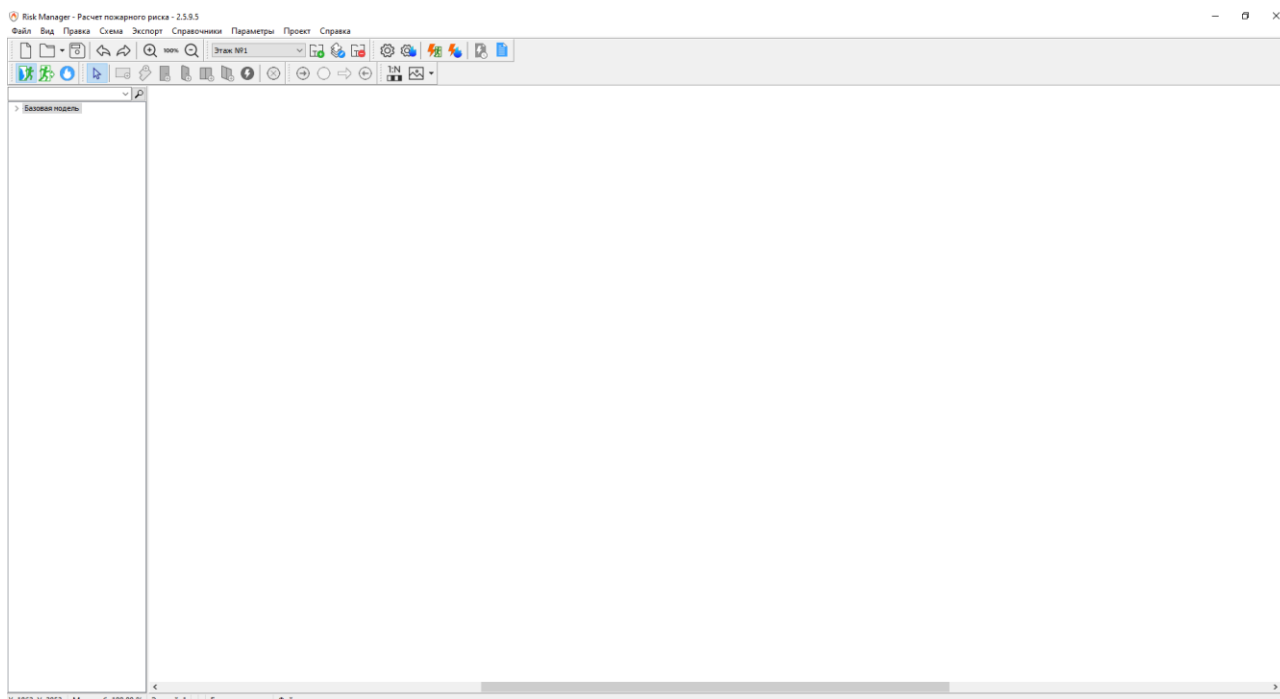 Risk Manager - Расчет пожарного риска - 2.5.9.5
Файл Вид Правка Схема Экспорт Справочники Параметры Проект Справка
100% Этаж №1
1:N
Базовая модель